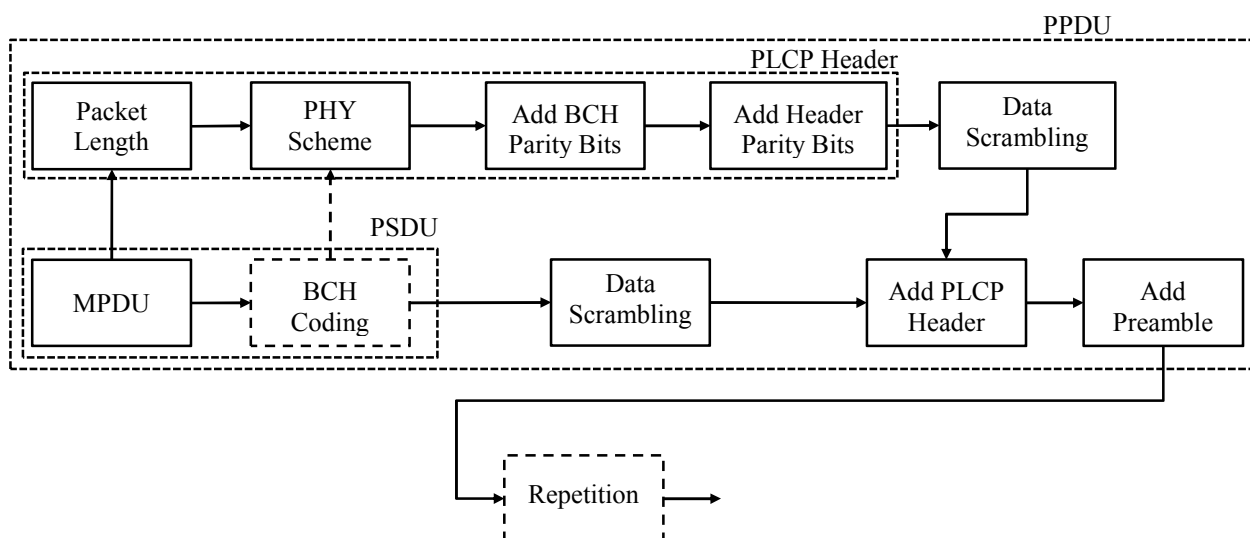 PPDU
PLCP Header
Packet
Length
PHY
Scheme
Add BCH
Parity Bits
Add Header
Parity Bits
Data
Scrambling
PSDU
MPDU
BCH
Coding
Data
Scrambling
Add PLCP
Header
Add
Preamble
Repetition